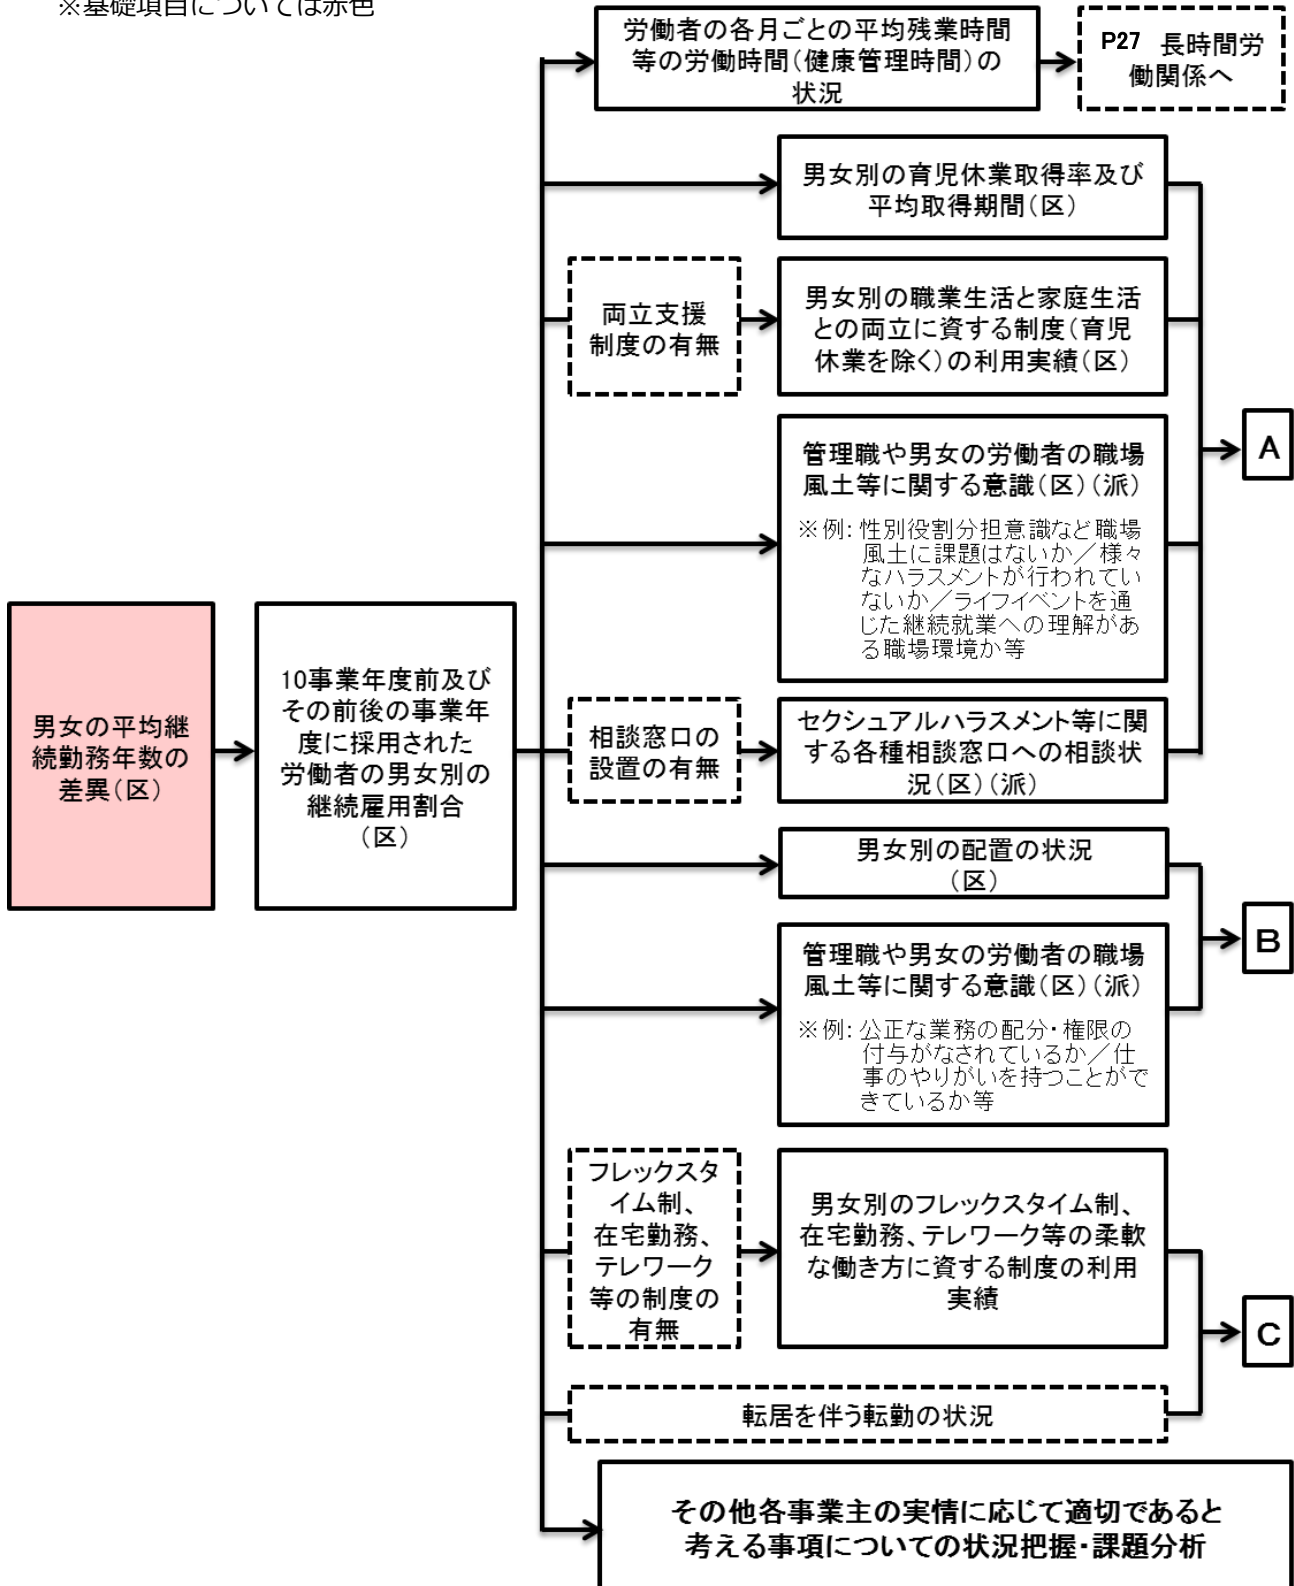 ※基礎項目については赤色
労働者の各月ごとの平均残業時間
等の労働時間（健康管理時間）の
状況
P27 長時間労
働関係へ
男女別の育児休業取得率及び
平均取得期間（区）
両立支援
制度の有無
男女別の職業生活と家庭生活
との両立に資する制度（育児
休業を除く）の利用実績（区）
管理職や男女の労働者の職場
風土等に関する意識（区）（派）
※例：性別役割分担意識など職場
風土に課題はないか／様々
なハラスメントが行われてい
ないか／ライフイベントを通
じた継続就業への理解があ
る職場環境か等
A
男女の平均継
続勤務年数の
差異（区）
10事業年度前及び
その前後の事業年
度に採用された
労働者の男女別の
継続雇用割合
（区）
相談窓口の
設置の有無
セクシュアルハラスメント等に関
する各種相談窓口への相談状
況（区）（派）
男女別の配置の状況
（区）
管理職や男女の労働者の職場
風土等に関する意識（区）（派）
※例：公正な業務の配分・権限の
付与がなされているか／仕
事のやりがいを持つことがで
きているか等
B
フレックスタ
イム制、
在宅勤務、
テレワーク
等の制度の
有無
男女別のフレックスタイム制、
在宅勤務、テレワーク等の柔軟
な働き方に資する制度の利用
実績
C
転居を伴う転勤の状況
その他各事業主の実情に応じて適切であると
考える事項についての状況把握・課題分析